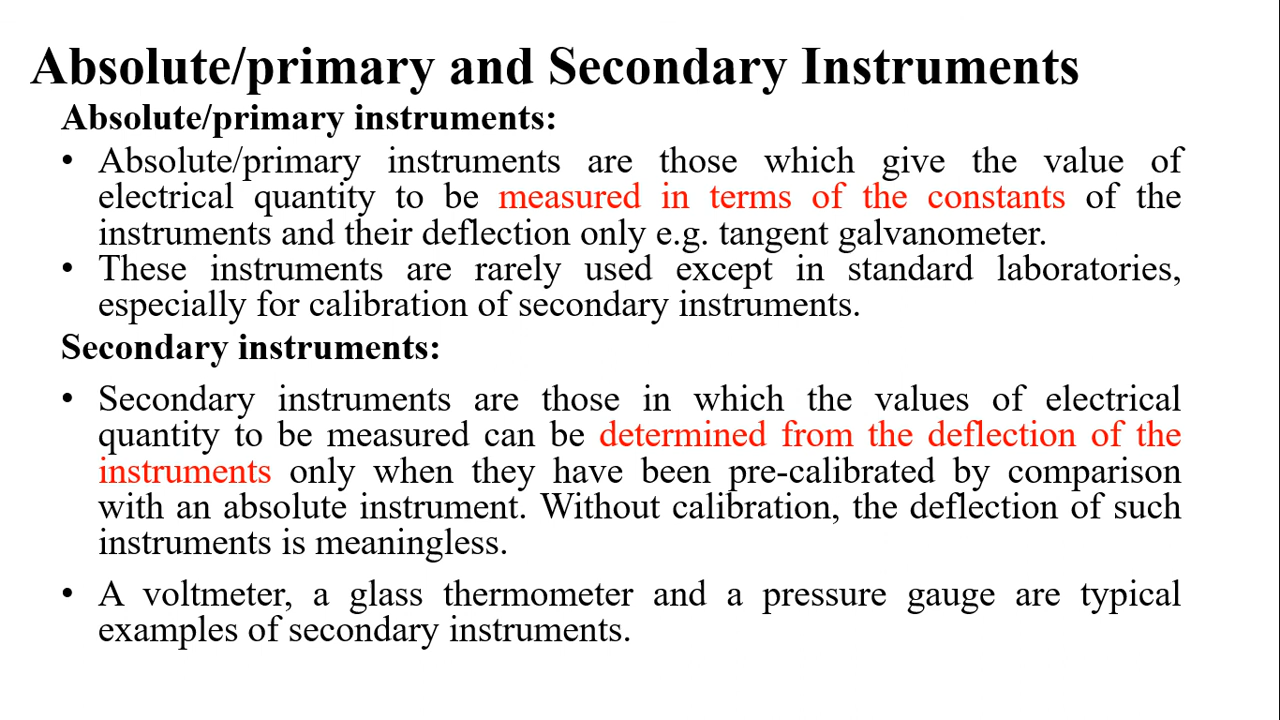 Absolute/primary and Secondary Instruments
Absolute/primary instruments:
• Absolute/primary instruments are those which give the value of
electrical quantity to be measured in terms of the constants of the
instruments and their deflection only e.g. tangent galvanometer.
• These instruments are rarely used except in standard laboratories,
especially for calibration of secondary instruments.
Secondary instruments:
• Secondary instruments are those in which the values of electrical
quantity to be measured can be determined from the deflection of the
instruments only when they have been pre-calibrated by comparison
with an absolute instrument. Without calibration, the deflection of such
instruments is meaningless.
• A voltmeter, a glass thermometer and a pressure gauge are typical
examples of secondary instruments.